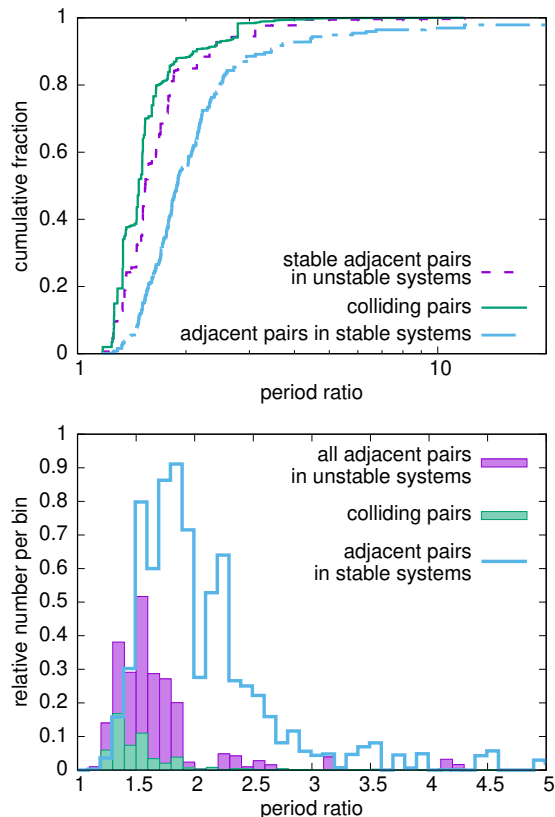 1
0.8
0.6
0.4
0.2
0
cumulative fraction
stable adjacent pairs
in unstable systems
colliding pairs
adjacent pairs in stable systems
1
10
period ratio
1
0.9
0.8
0.7
0.6
0.5
0.4
0.3
0.2
0.1
0
relative number per bin
all adjacent pairs
in unstable systems
colliding pairs
adjacent pairs
in stable systems
1
1.5
2
2.5
3
3.5
4
4.5
5
period ratio